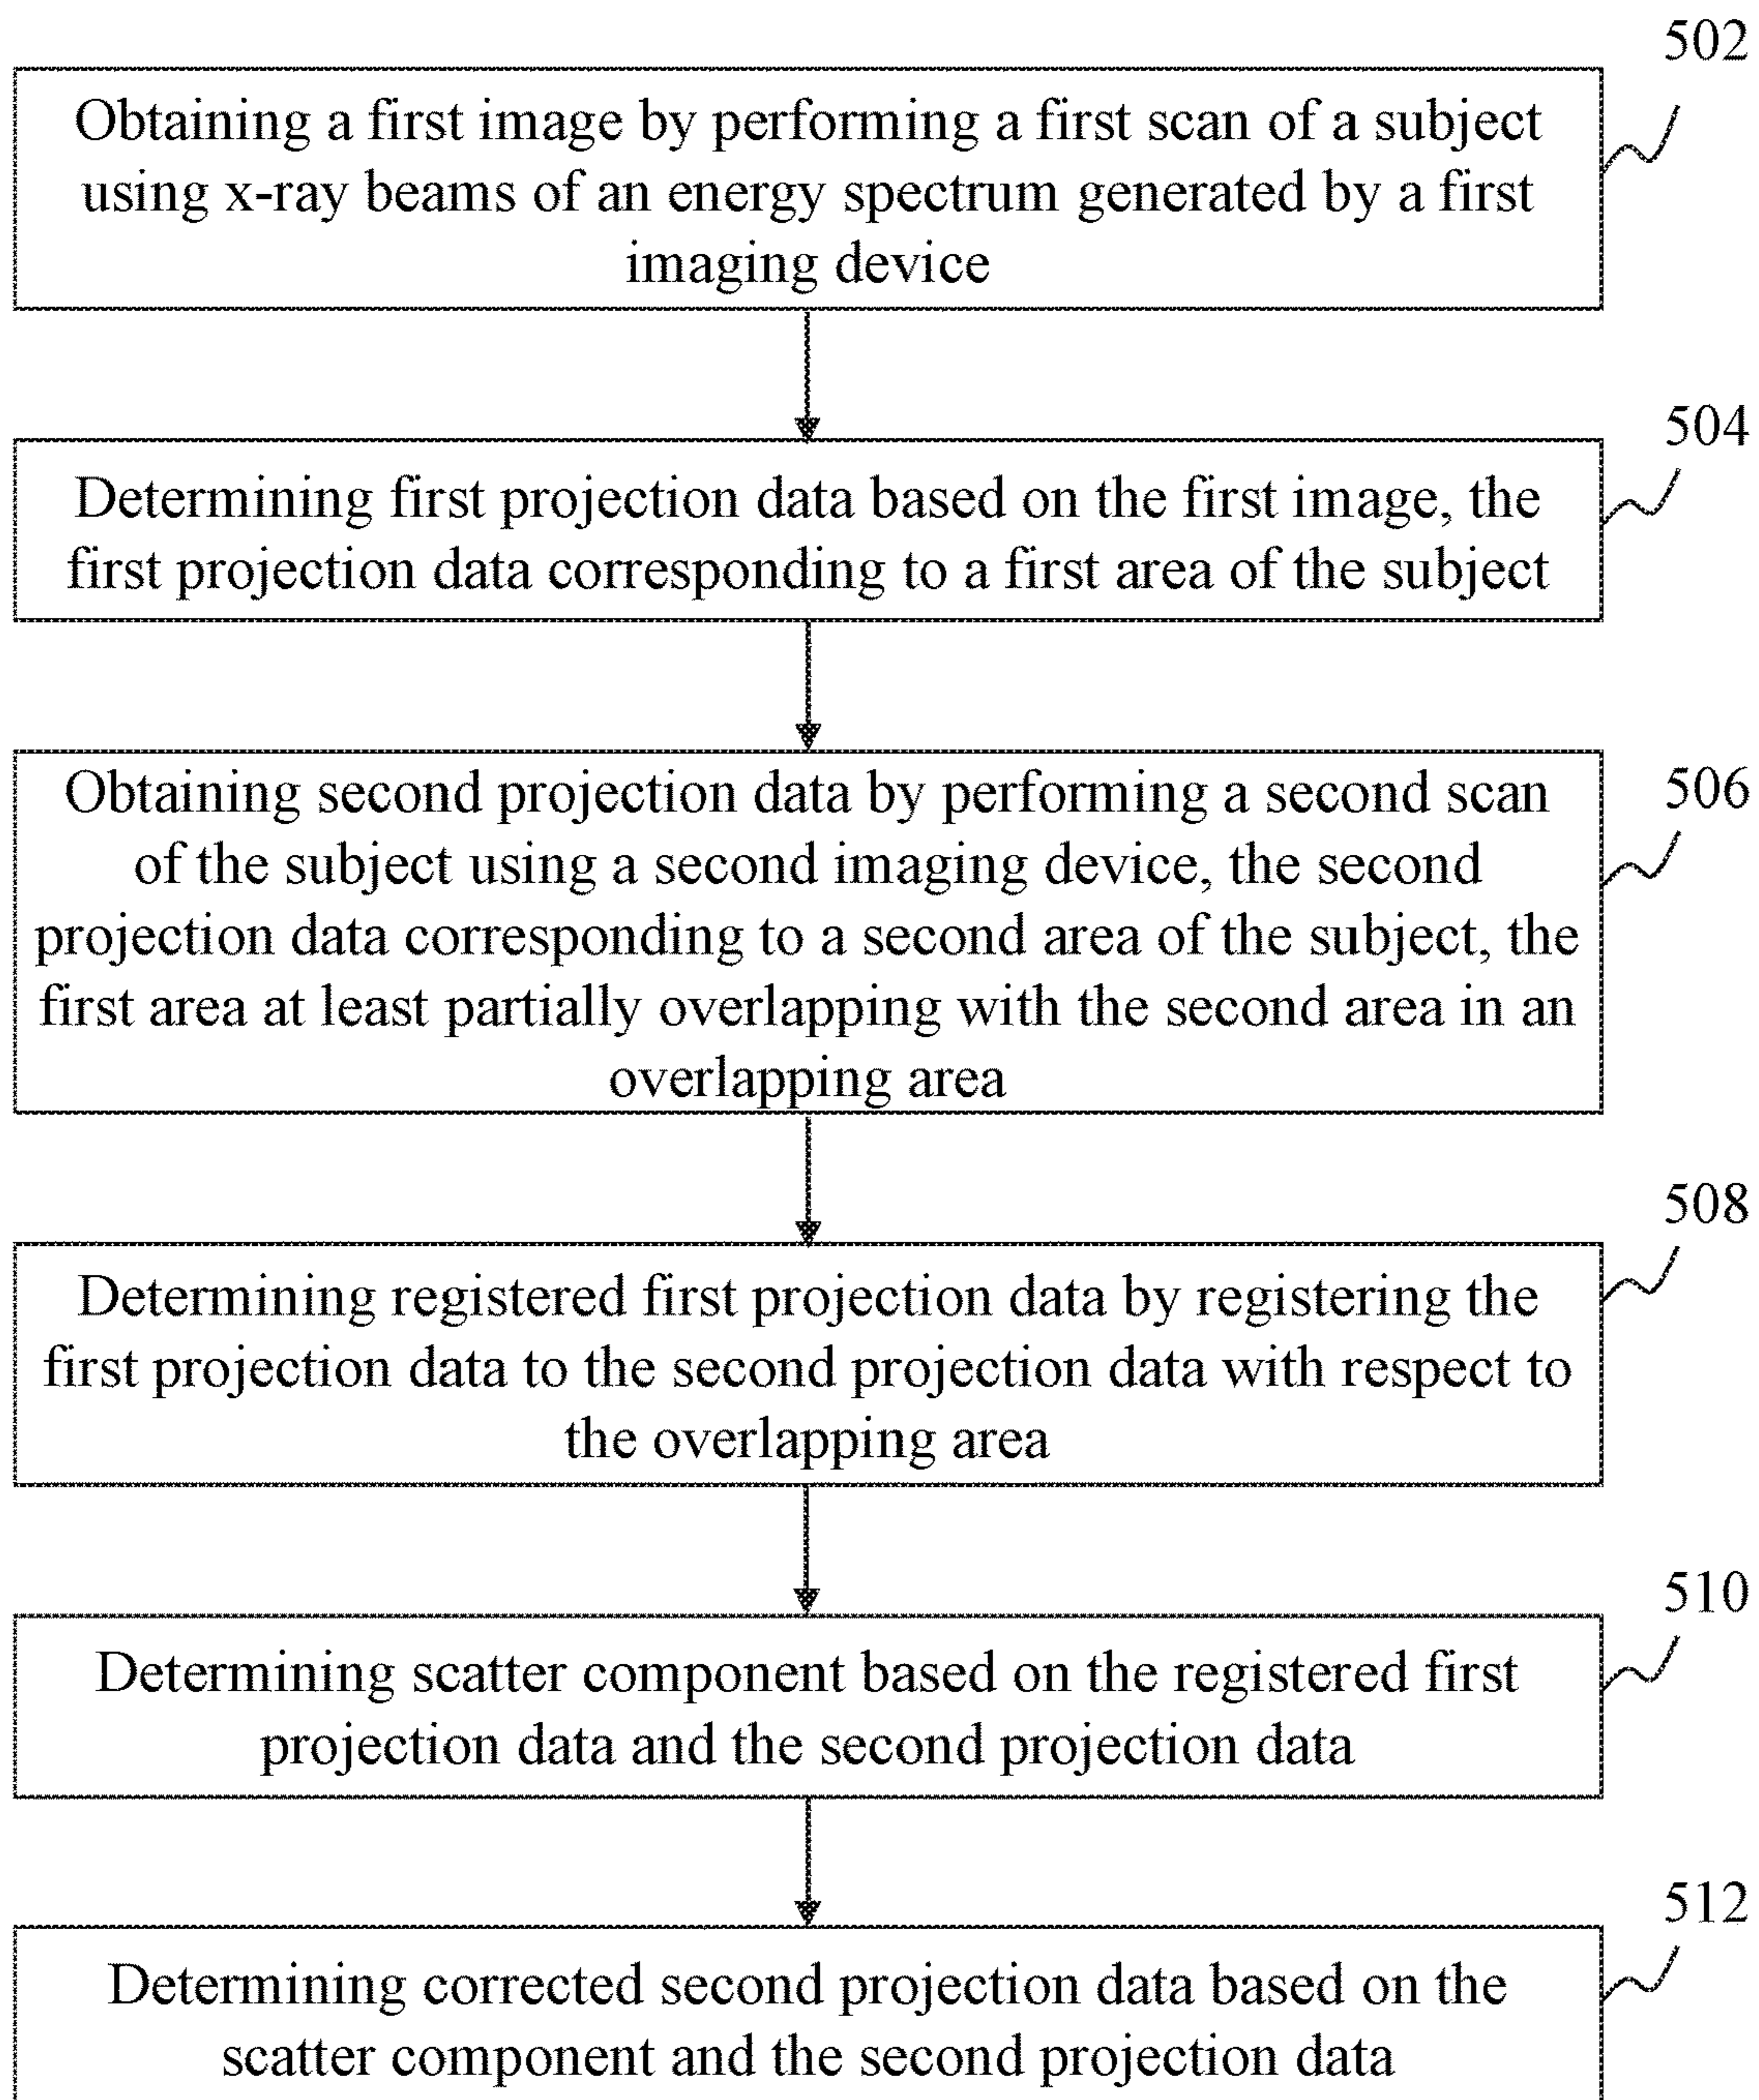 502
Obtaining a first image by performing a first scan of a subject
using x-ray beams of an energy spectrum generated by a first
imaging device
504
Determining first projection data based on the first image, the
first projection data corresponding to a first area of the subject
506
Obtaining second projection data by performing a second scan
of the subject using a second imaging device, the second
projection data corresponding to a second area of the subject, the
first area at least partially overlapping with the second area in an
overlapping area
508
Determining registered first projection data by registering the
first projection data to the second projection data with respect to
the overlapping area
510
Determining scatter component based on the registered first
projection data and the second projection data
512
Determining corrected second projection data based on the
scatter component and the second projection data